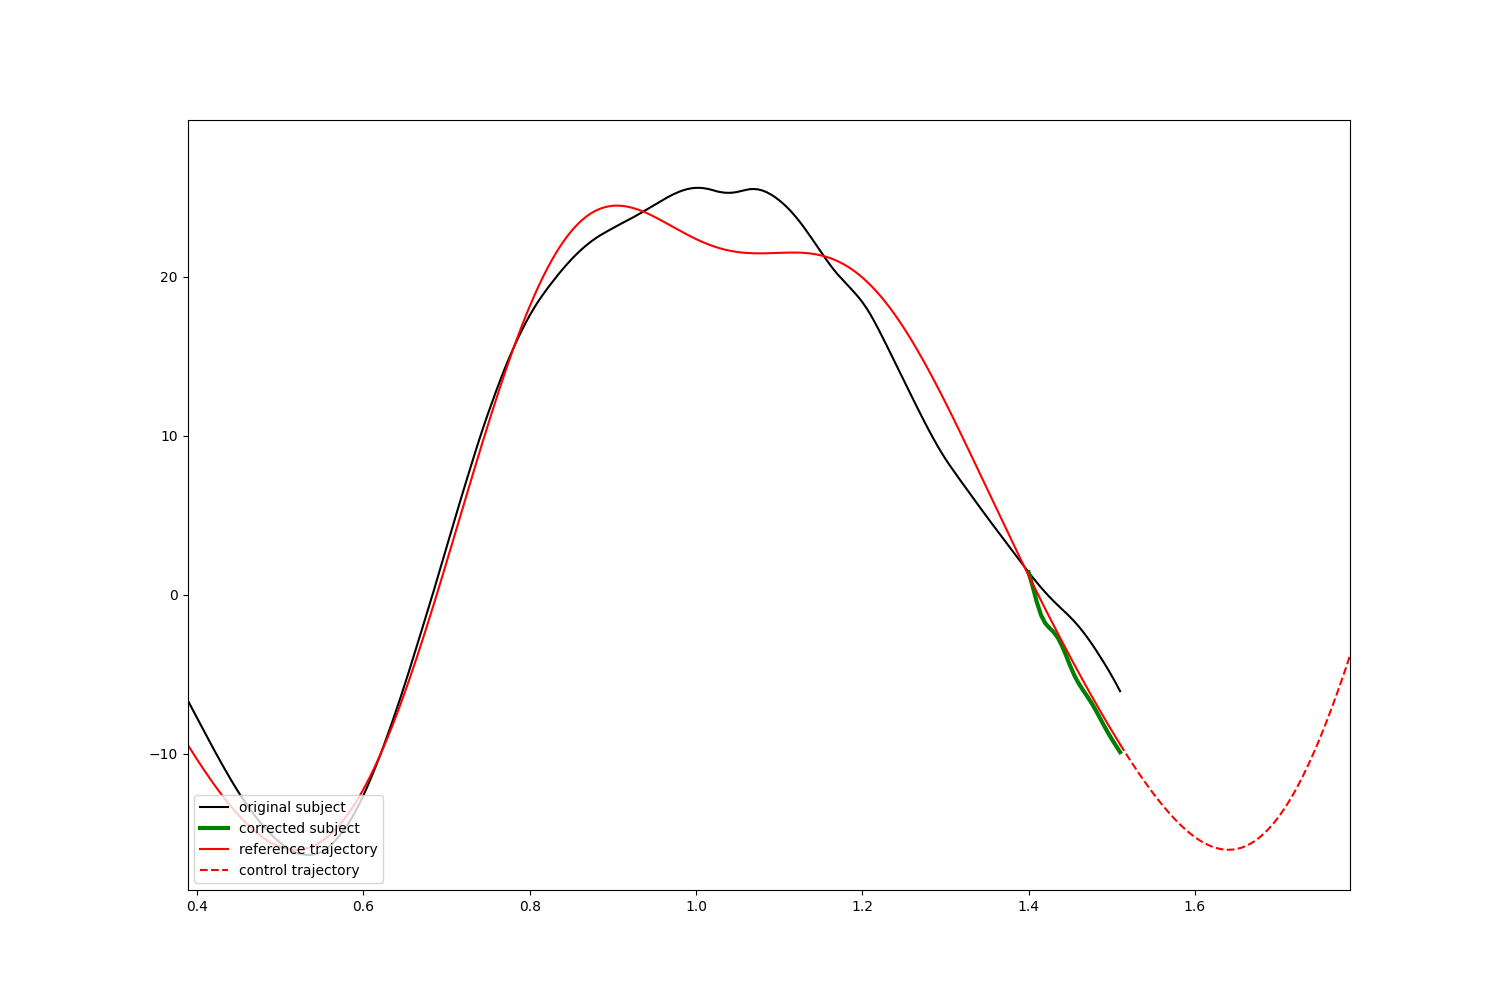 20
10
0
−10
original subject
corrected subject
reference trajectory
control trajectory
0.4 0.6 0.8 1.0 1.2 1.4 1.6